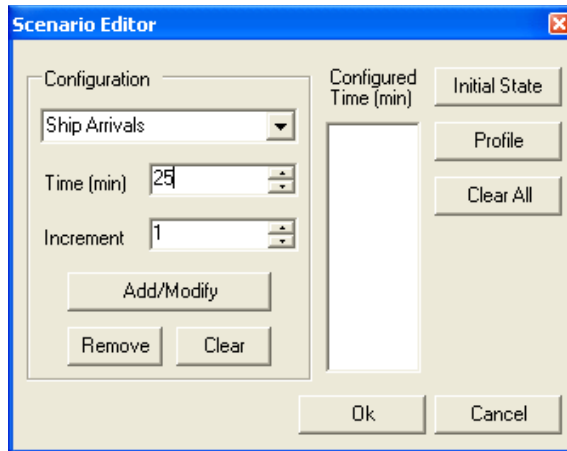 Scenario Editor
Configuration
Ship Arrivals
Time (min) 25
Increment 1
Add/Modify
Remove Clear
Configured
Time (min)
Initial State
Profile
Clear All
Ok Cancel